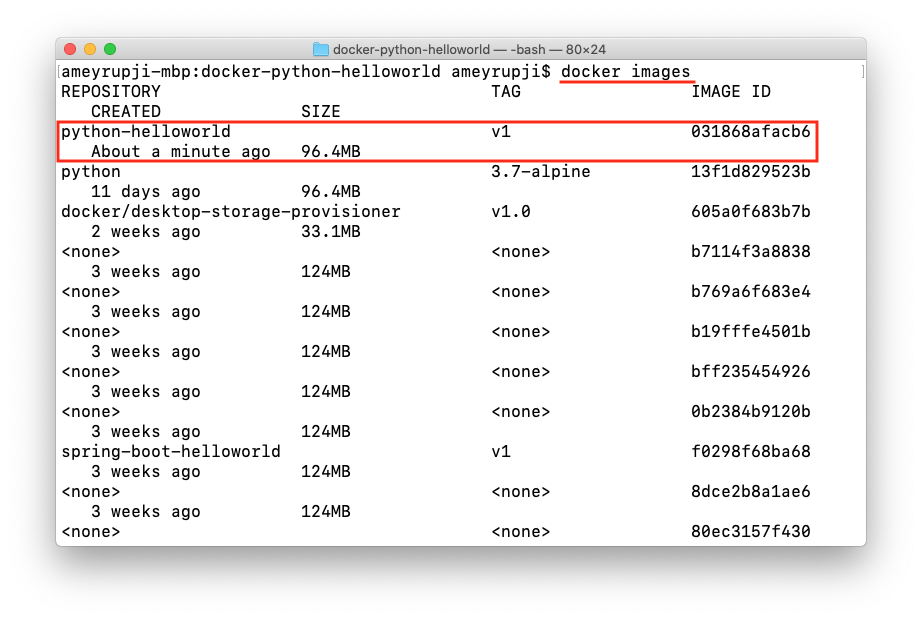 docker-python-helloworld — -bash — 80×24
[ameyrupji-mbp:docker-python-helloworld ameyrupji$ docker images ]
REPOSITORY TAG IMAGE ID
CREATED SIZE
python-helloworld v1 031868afacb6
About a minute ago 96.4MB
python 3.7-alpine 13f1d829523b
11 days ago 96.4MB
docker/desktop-storage-provisioner v1.0 605a0f683b7b
2 weeks ago 33.1MB
<none> <none> b7114f3a8838
3 weeks ago 124MB
<none> <none> b769a6f683e4
3 weeks ago 124MB
<none> <none> b19fffe4501b
3 weeks ago 124MB
<none> <none> bff235454926
3 weeks ago 124MB
<none> <none> 0b2384b9120b
3 weeks ago 124MB
spring-boot-helloworld v1 f0298f68ba68
3 weeks ago 124MB
<none> <none> 8dce2b8a1ae6
3 weeks ago 124MB
<none> <none> 80ec3157f430